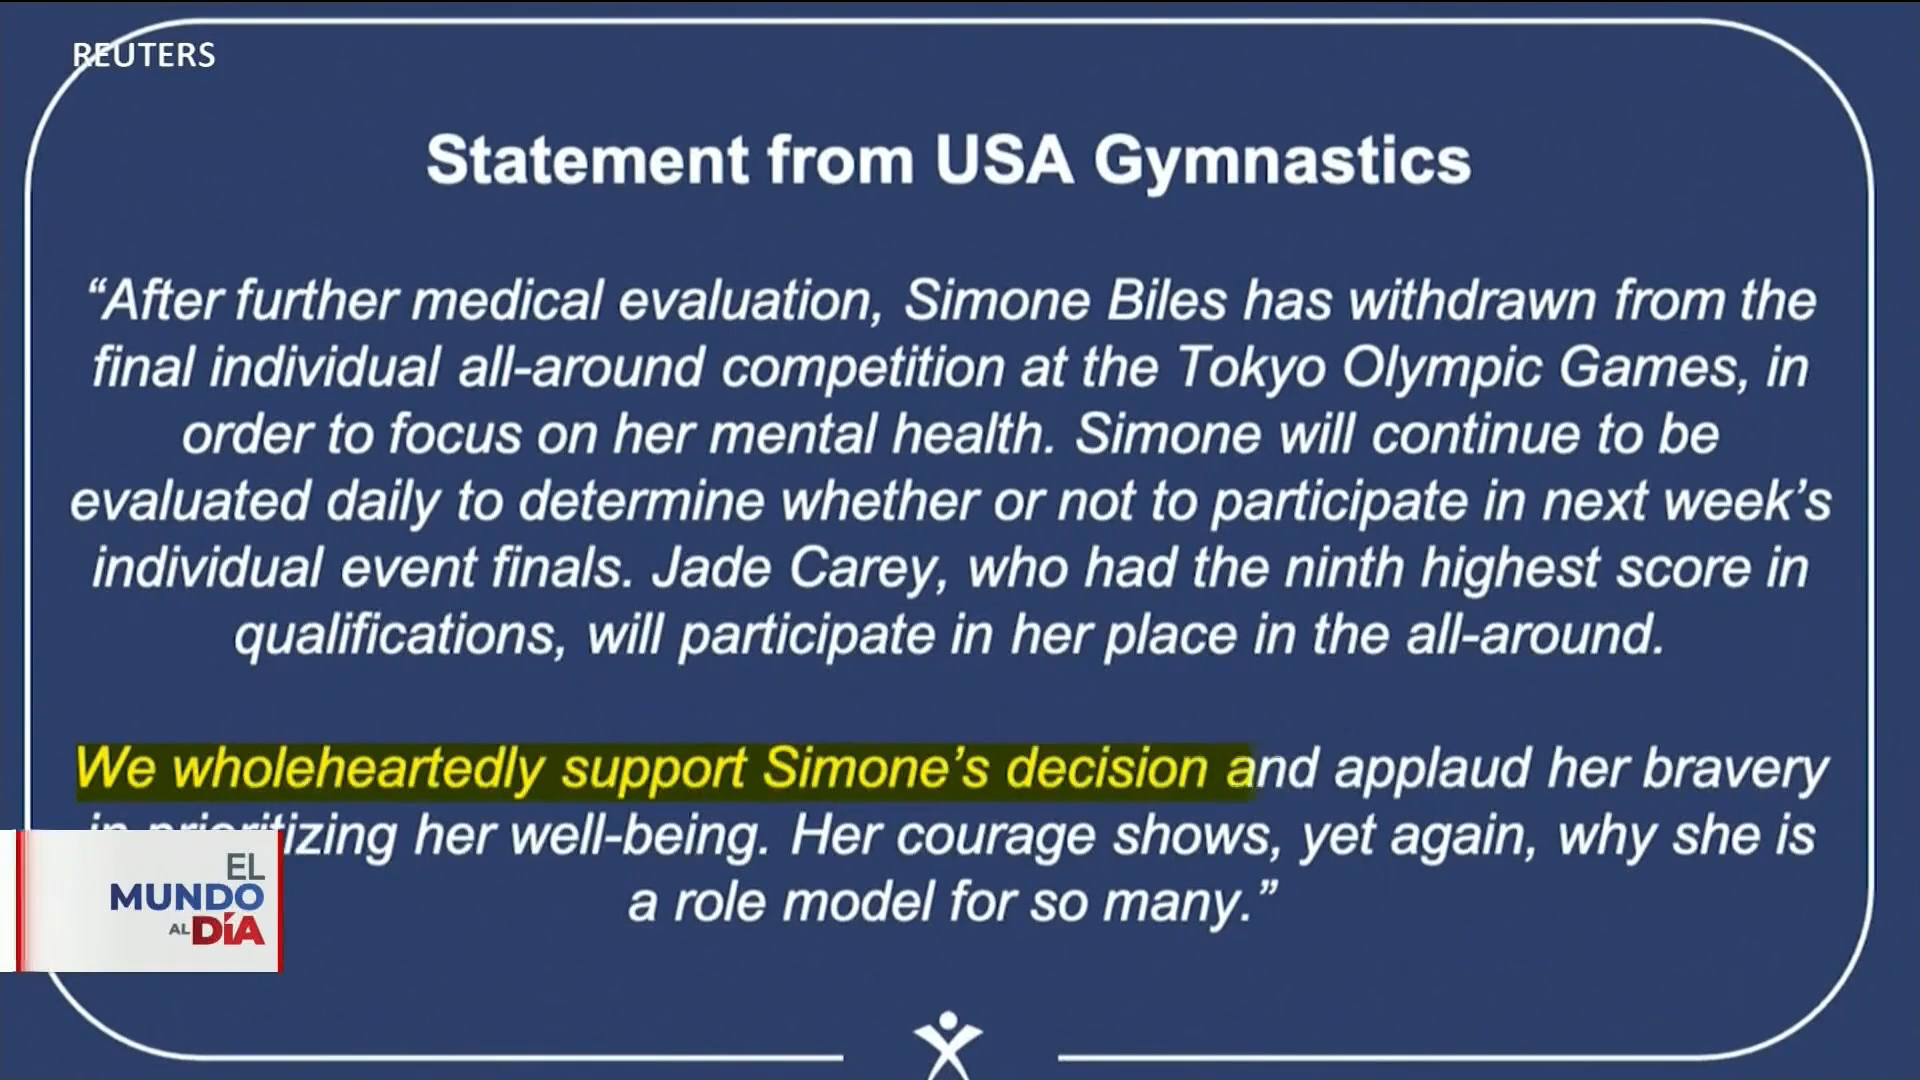 REUTERS
Statement from USA Gymnastics
“After further medical evaluation, Simone Biles has withdrawn from the
final individual all-around competition at the Tokyo Olympic Games, in
order to focus on her mental health. Simone will continue to be
evaluated daily to determine whether or not to participate in next week’s
individual event finals. Jade Carey, who had the ninth highest score in
qualifications, will participate in her place in the all-around.
We wholeheartedly support Simone’s decision and applaud her bravery
in prioritizing her well-being. Her courage shows, yet again, why she is
a role model for so many.”
EL
MUNDO
AL DÍA